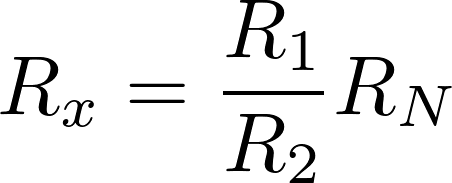 R_x = \frac{R_1}{R_2} R_N